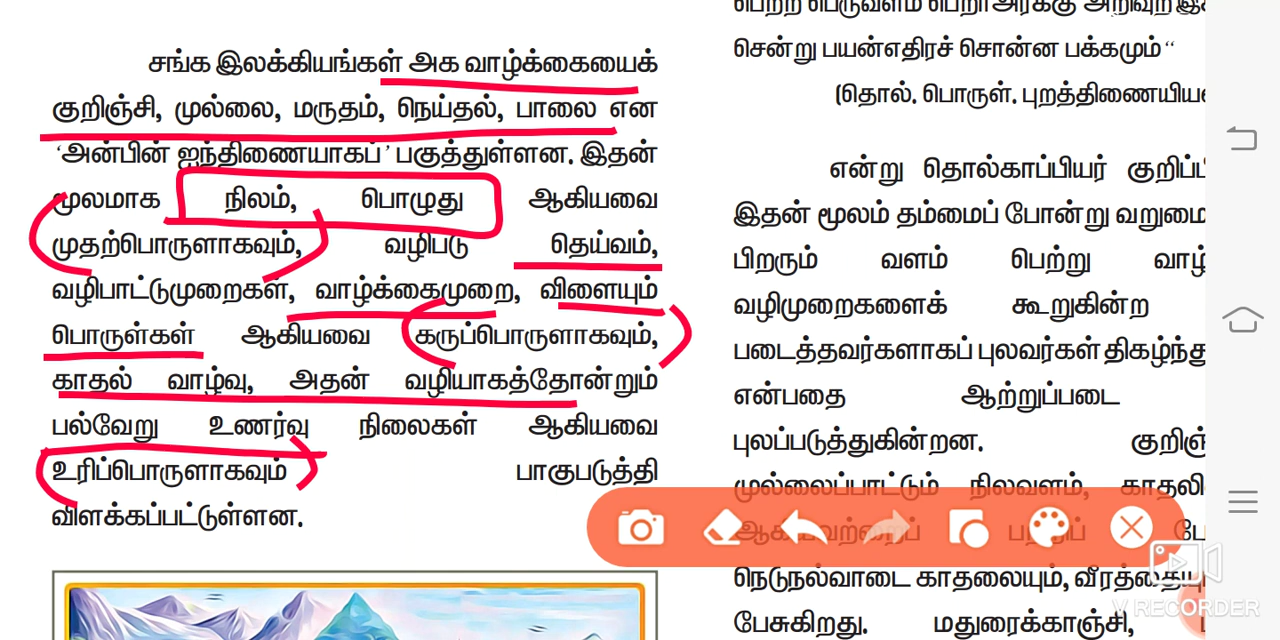 சங்க இலக்கியங்கள் அக வாழ்க்கையைக்
குறிஞ்சி, முல்லை, மருதம், நெய்தல், பாலை என
‘அன்பின் ஐந்திணையாகப்’ பகுத்துள்ளன. இதன்
மூலமாக நிலம், பொழுது ஆகியவை
முதற்பொருளாகவும், வழிபடு தெய்வம்,
வழிபாட்டுமுறைகள், வாழ்க்கைமுறை, விளையும்
பொருள்கள் ஆகியவை கருப்பொருளாகவும்,
காதல் வாழ்வு, அதன் வழியாகத்தோன்றும்
பல்வேறு உணர்வு நிலைகள் ஆகியவை
உரிப்பொருளாகவும் பாகுபடுத்தி
விளக்கப்பட்டுள்ளன.
சென்று பயன்எதிரச் சொன்ன பக்கமும்“
(தொல். பொருள். புறத்திணையிய
என்று தொல்காப்பியர்
இதன் மூலம் தம்மைப் போன்று
பிறரும் வளம் பெற்று
வழிமுறைகளைக் கூறுகின்ற
படைத்தவர்களாகப் புலவர்கள்
என்பதை ஆற்றுப்படை
புலப்படுத்துகின்றன.
முல்லைப்பாட்டும் நிலவளம்,
நெடுநல்வாடை காதலையும்,
பேசுகிறது. மதுரைக்காஞ்சி,
V RECORDER